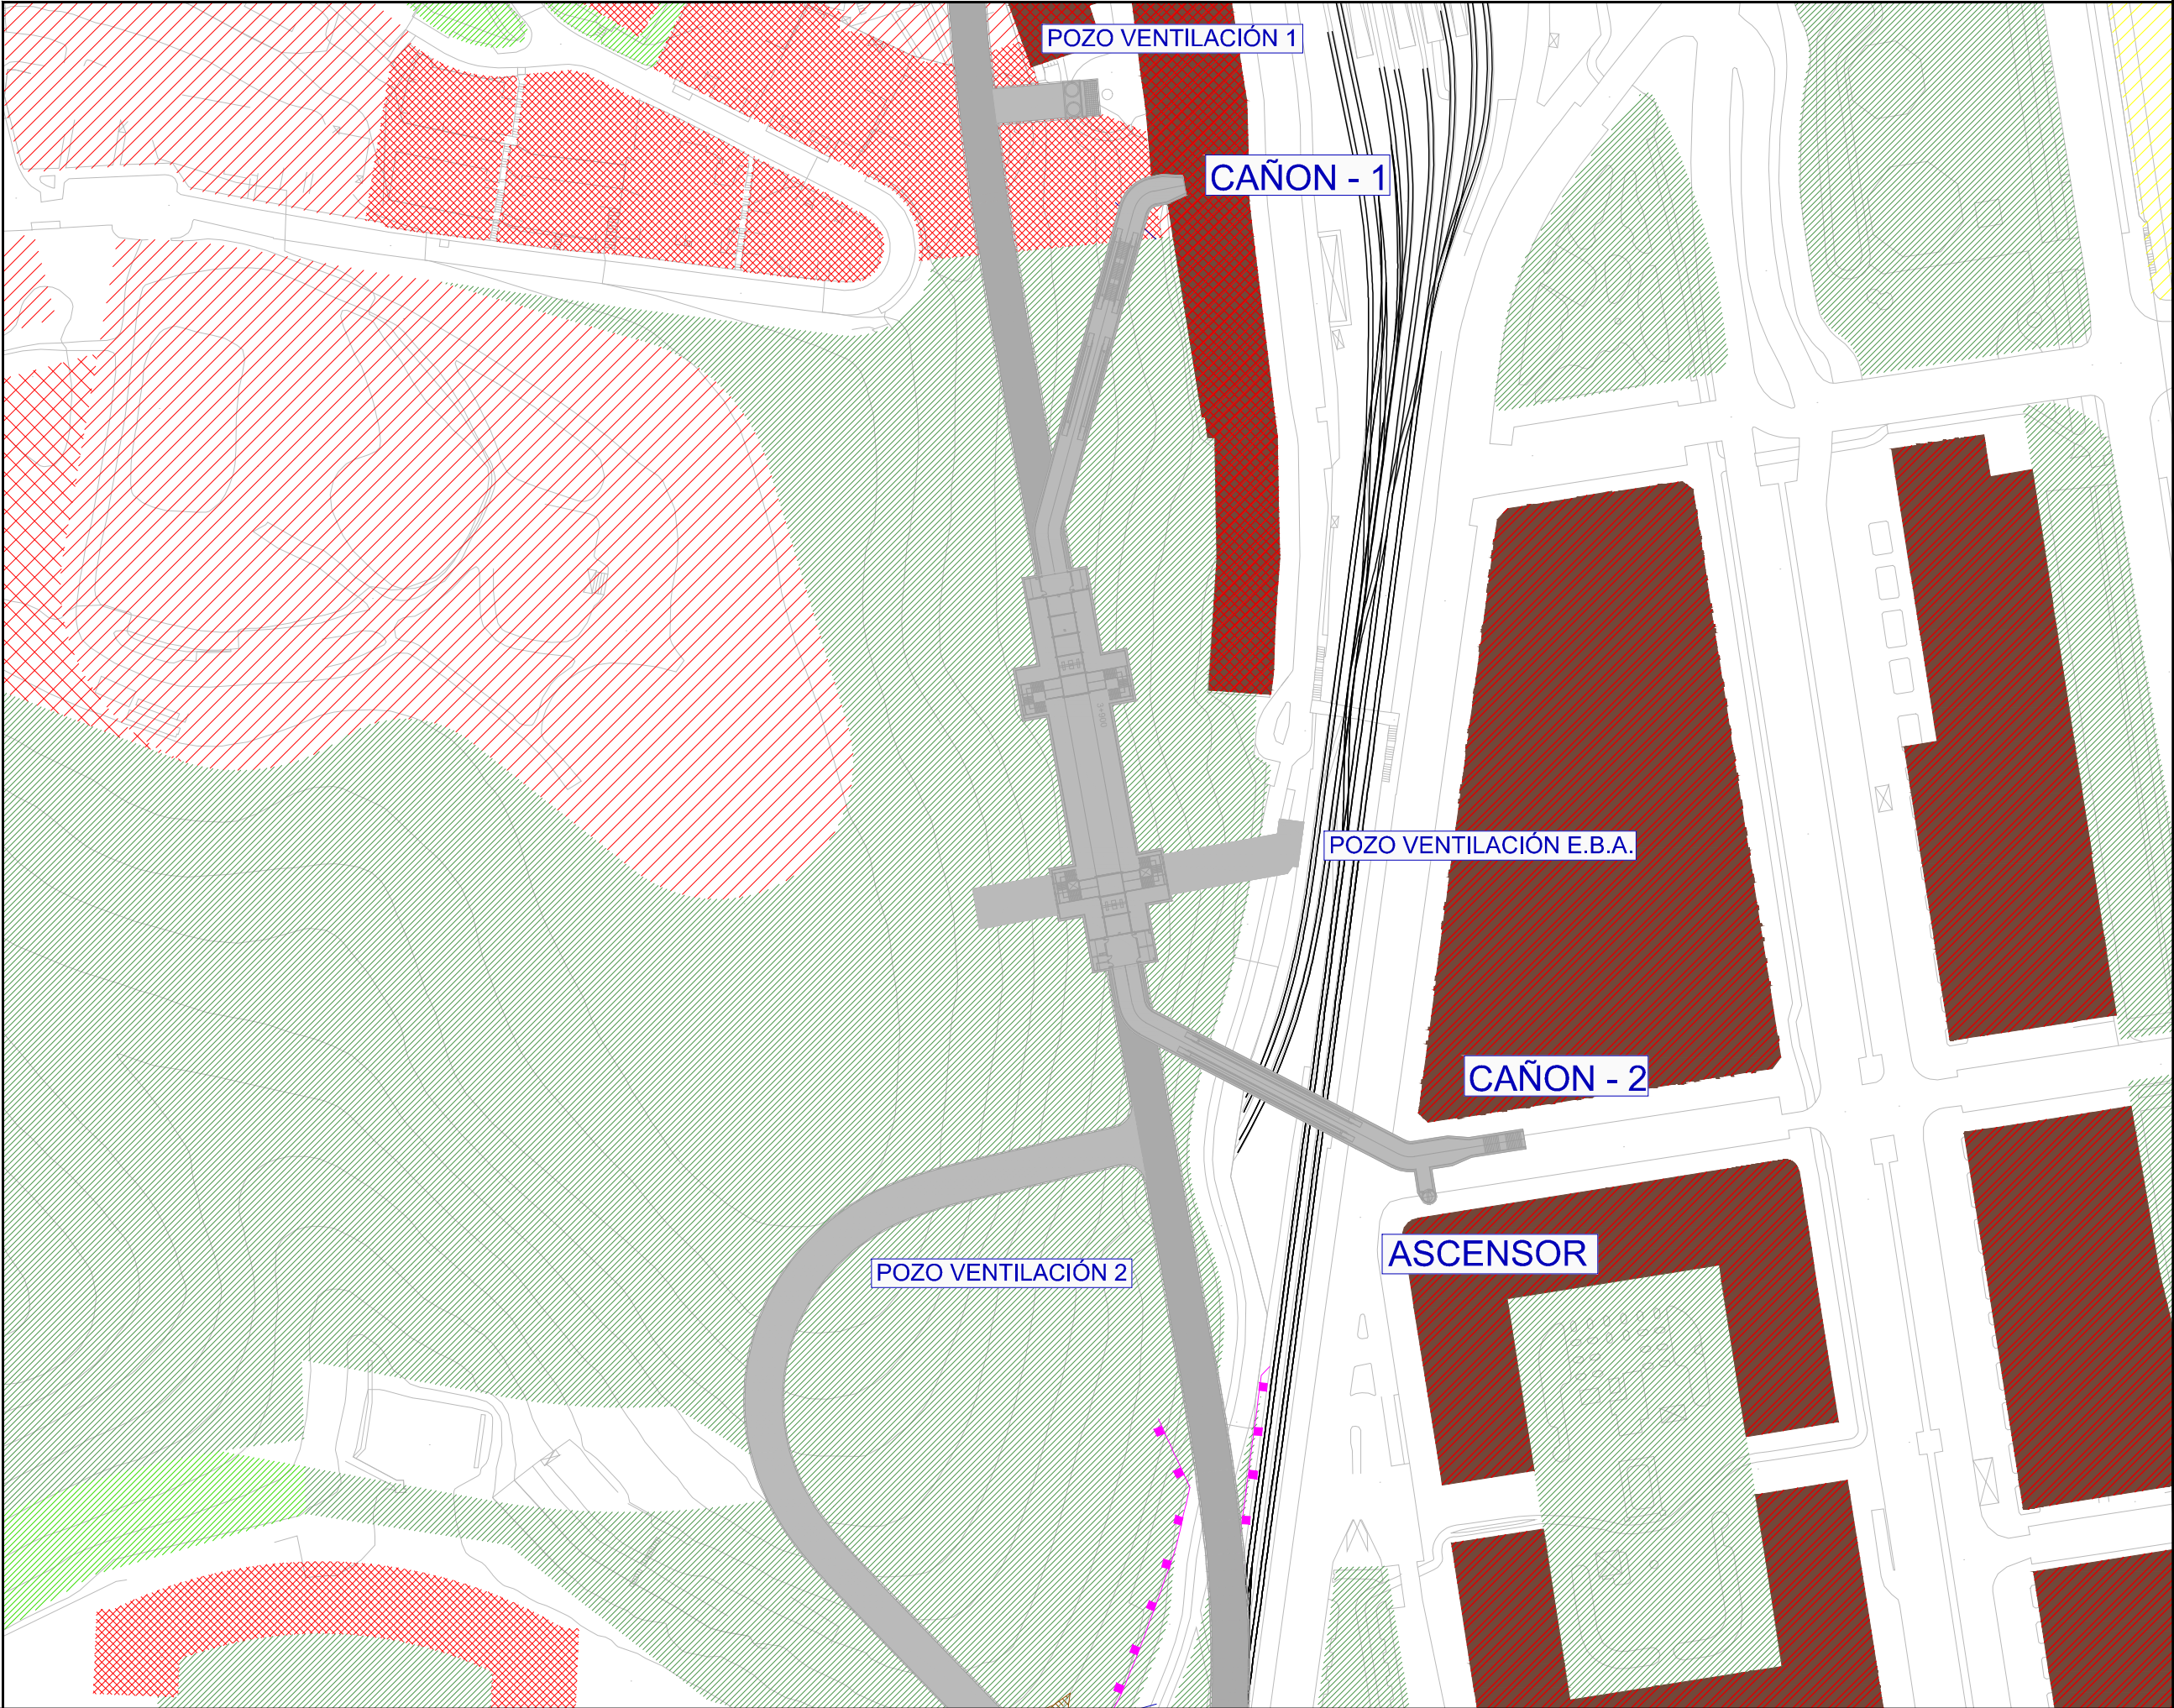 POZO VENTILACIÓN 1
CAÑON - 1
POZO VENTILACIÓN E.B.A.
CAÑON - 2
ASCENSOR
POZO VENTILACIÓN 2